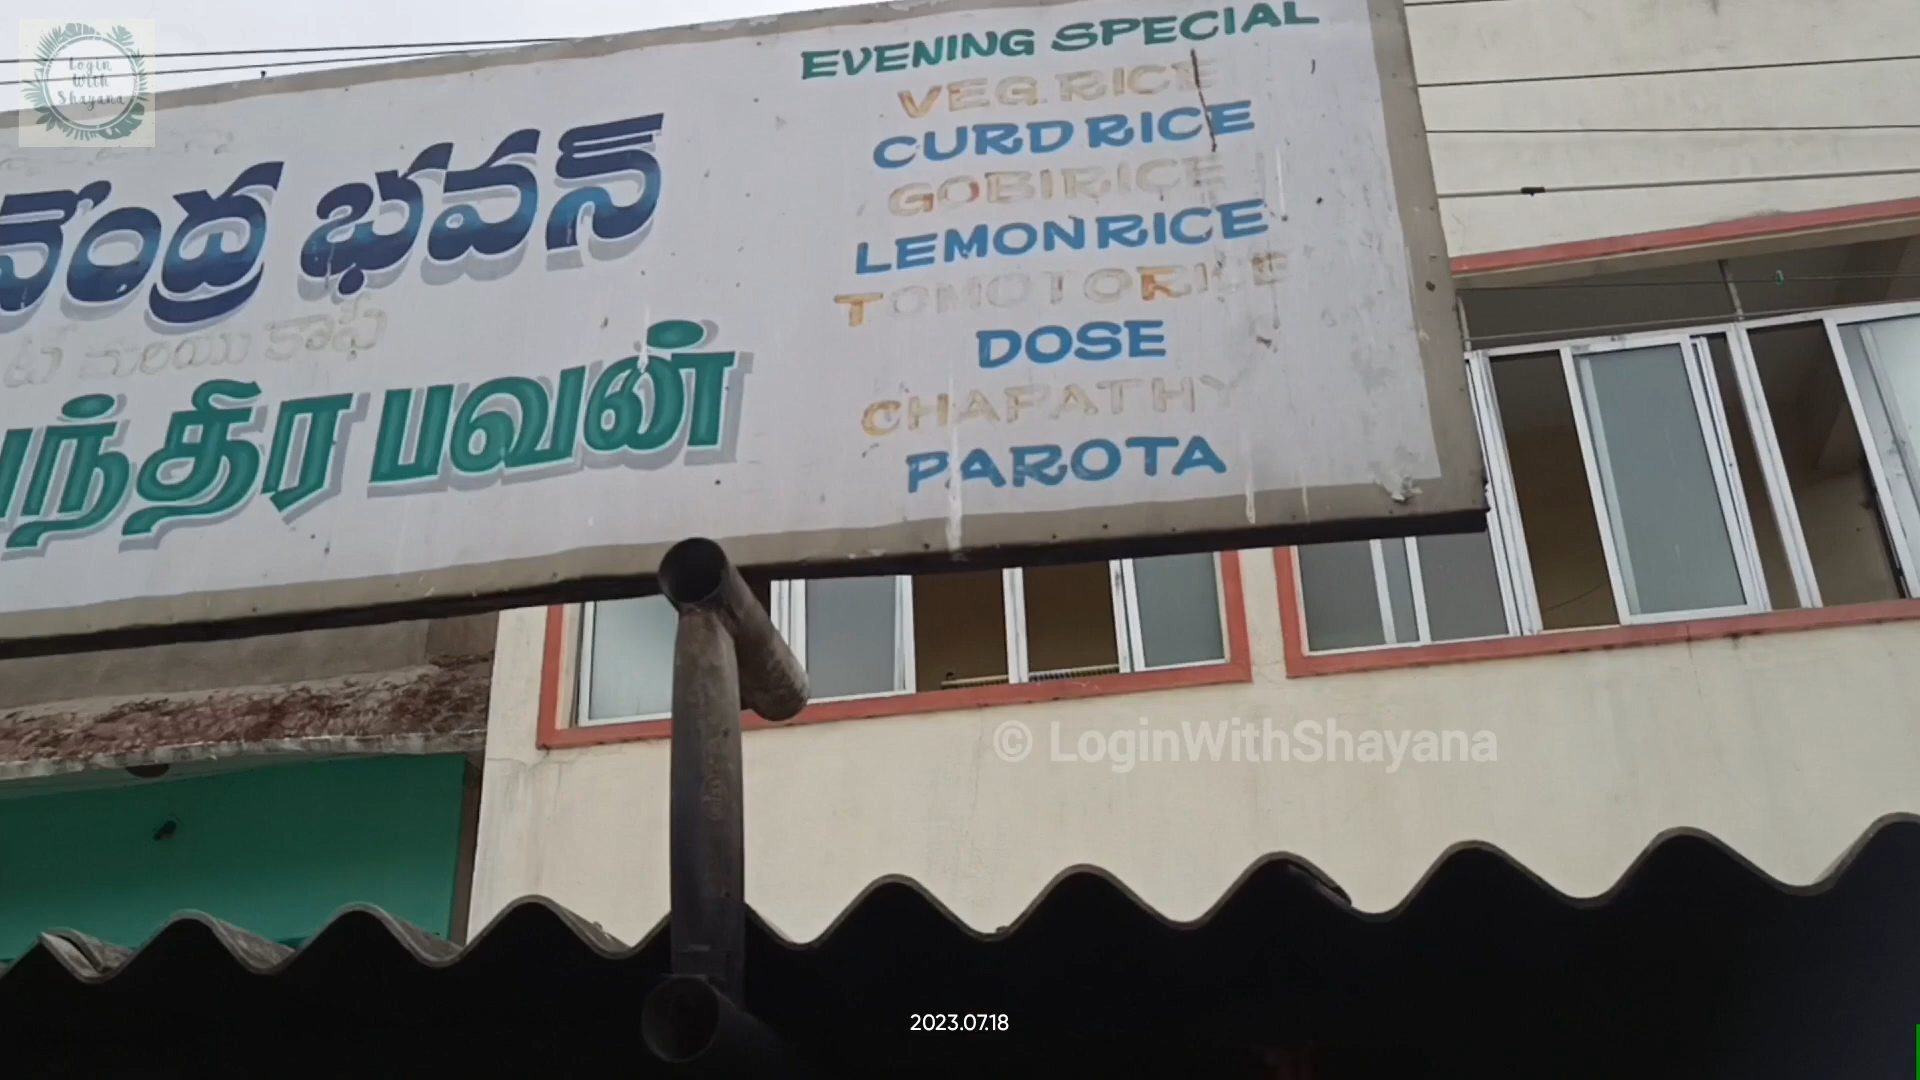 Login
With
Shayana
వేంద్ర భవన్
மரியு కాఫీ
ந்திர பவன்
EVENING SPECIAL
VEG. RICE
CURD RICE
GOBI RICE
LEMON RICE
TOMOTO RICE
DOSE
CHAPATHY
PAROTA
© LoginWithShayana
2023.07.18